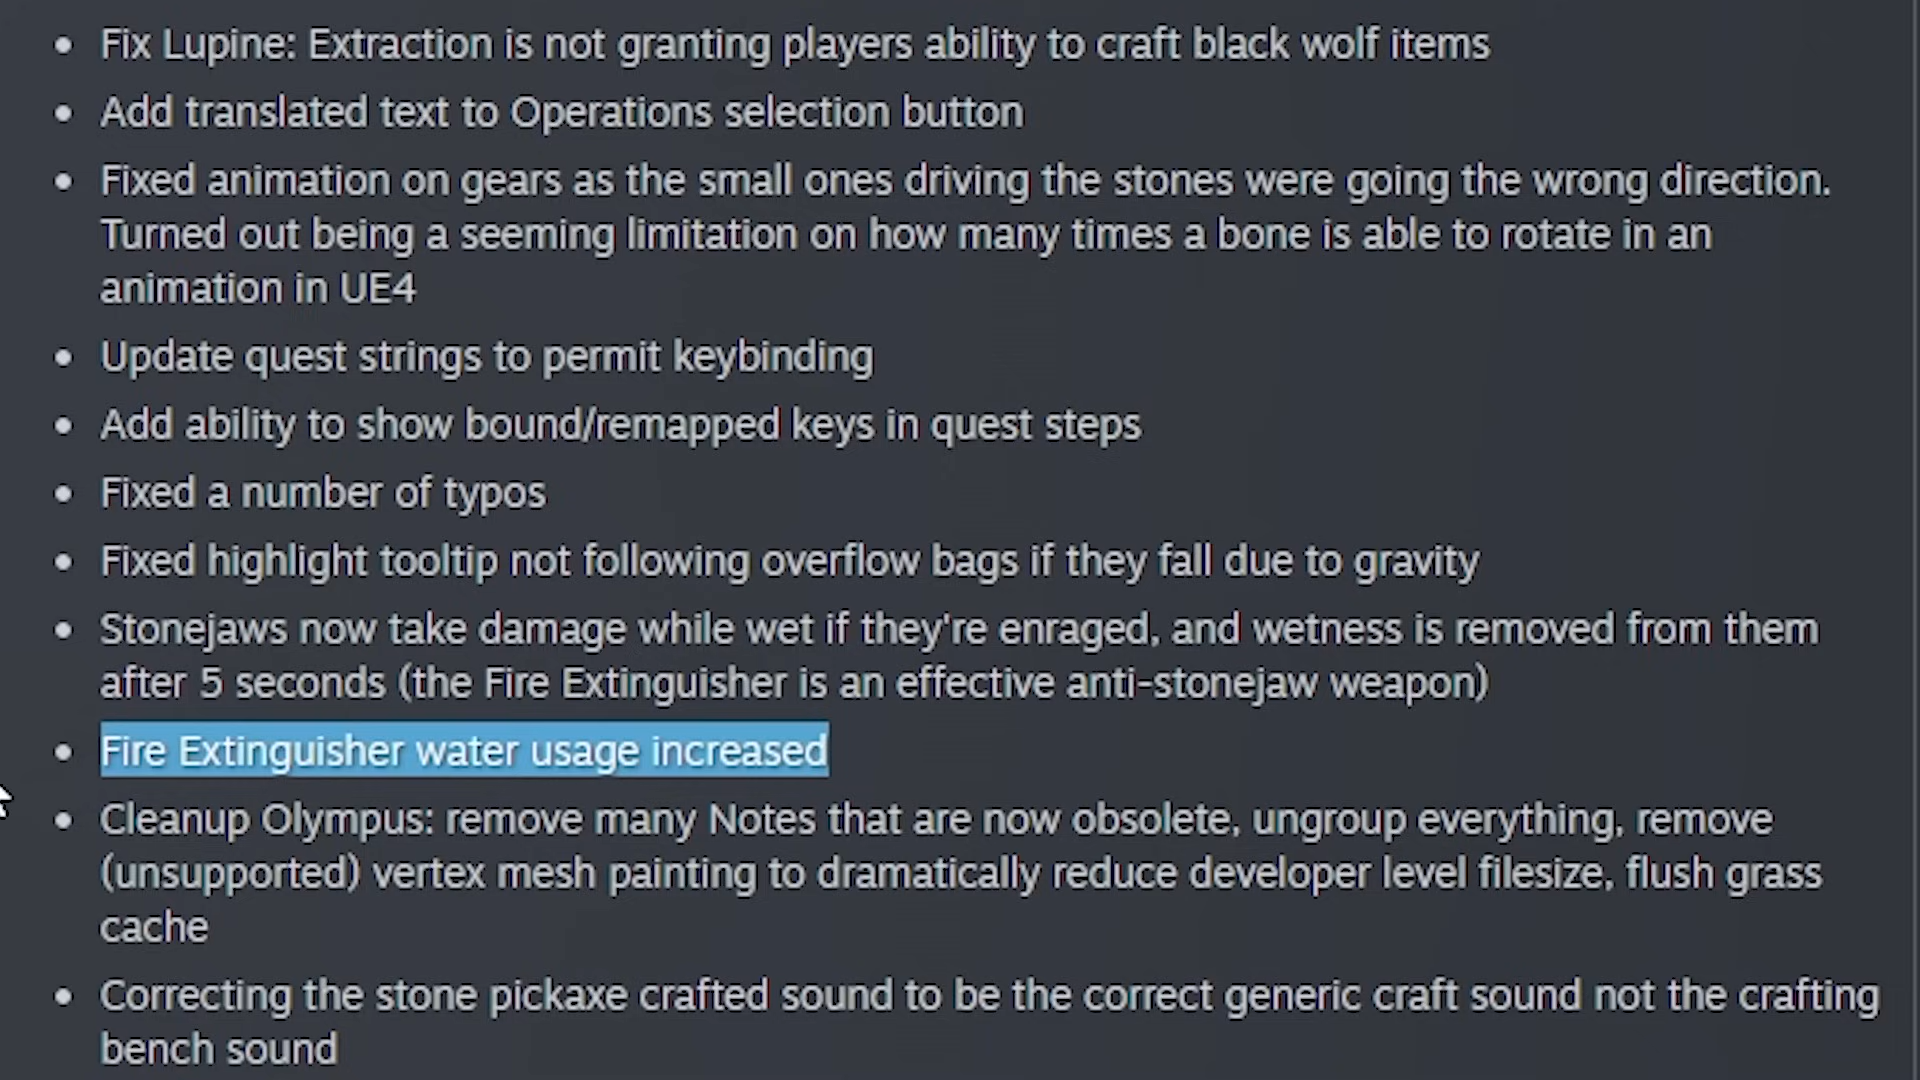 Fix Lupine: Extraction is not granting players ability to craft black wolf items
Add translated text to Operations selection button
Fixed animation on gears as the small ones driving the stones were going the wrong direction.
Turned out being a seeming limitation on how many times a bone is able to rotate in an
animation in UE4
Update quest strings to permit keybinding
Add ability to show bound/remapped keys in quest steps
Fixed a number of typos
Fixed highlight tooltip not following overflow bags if they fall due to gravity
Stonejaws now take damage while wet if they're enraged, and wetness is removed from them
after 5 seconds (the Fire Extinguisher is an effective anti-stonejaw weapon)
Fire Extinguisher water usage increased
Cleanup Olympus: remove many Notes that are now obsolete, ungroup everything, remove
(unsupported) vertex mesh painting to dramatically reduce developer level filesize, flush grass
cache
Correcting the stone pickaxe crafted sound to be the correct generic craft sound not the crafting
bench sound